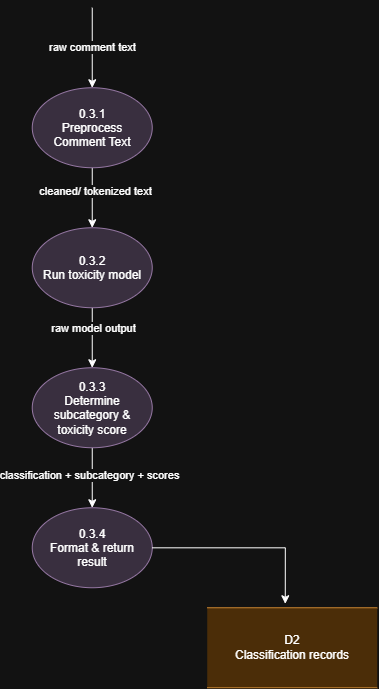 raw comment text
0.3.1
Preprocess
Comment Text
cleaned/ tokenized text
0.3.2
Run toxicity model
raw model output
0.3.3
Determine
subcategory &
toxicity score
classification + subcategory + scores
0.3.4
Format & return
result
D2
Classification records